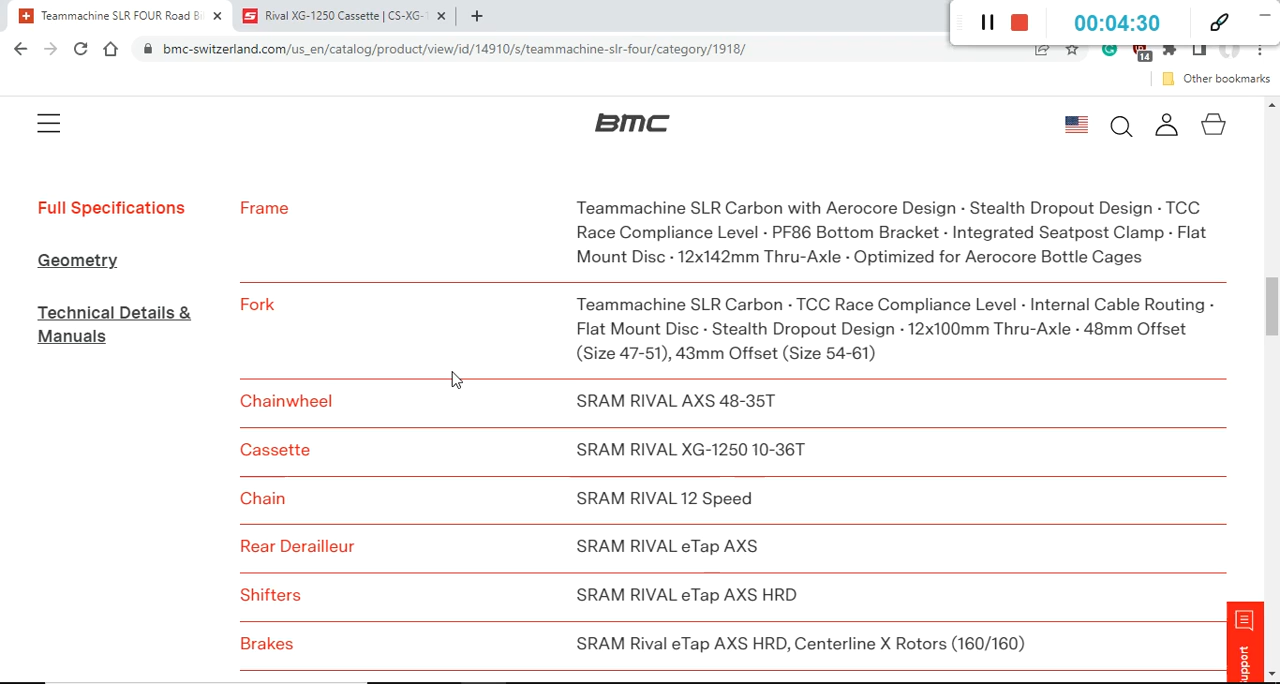 Teammachine SLR FOUR Road Bi
Rival XG-1250 Cassette | CS-XG-1
00:04:30
bmc-switzerland.com/us_en/catalog/product/view/id/14910/s/teammachine-slr-four/category/1918/
14
Other bookmarks
BMC
Full Specifications
Geometry
Technical Details &
Manuals
Frame
Teammachine SLR Carbon with Aerocore Design · Stealth Dropout Design · TCC
Race Compliance Level · PF86 Bottom Bracket · Integrated Seatpost Clamp · Flat
Mount Disc · 12x142mm Thru-Axle · Optimized for Aerocore Bottle Cages
Fork
Teammachine SLR Carbon · TCC Race Compliance Level · Internal Cable Routing ·
Flat Mount Disc · Stealth Dropout Design · 12x100mm Thru-Axle · 48mm Offset
(Size 47-51), 43mm Offset (Size 54-61)
Chainwheel
SRAM RIVAL AXS 48-35T
Cassette
SRAM RIVAL XG-1250 10-36T
Chain
SRAM RIVAL 12 Speed
Rear Derailleur
SRAM RIVAL eTap AXS
Shifters
SRAM RIVAL eTap AXS HRD
Brakes
SRAM Rival eTap AXS HRD, Centerline X Rotors (160/160)
upport